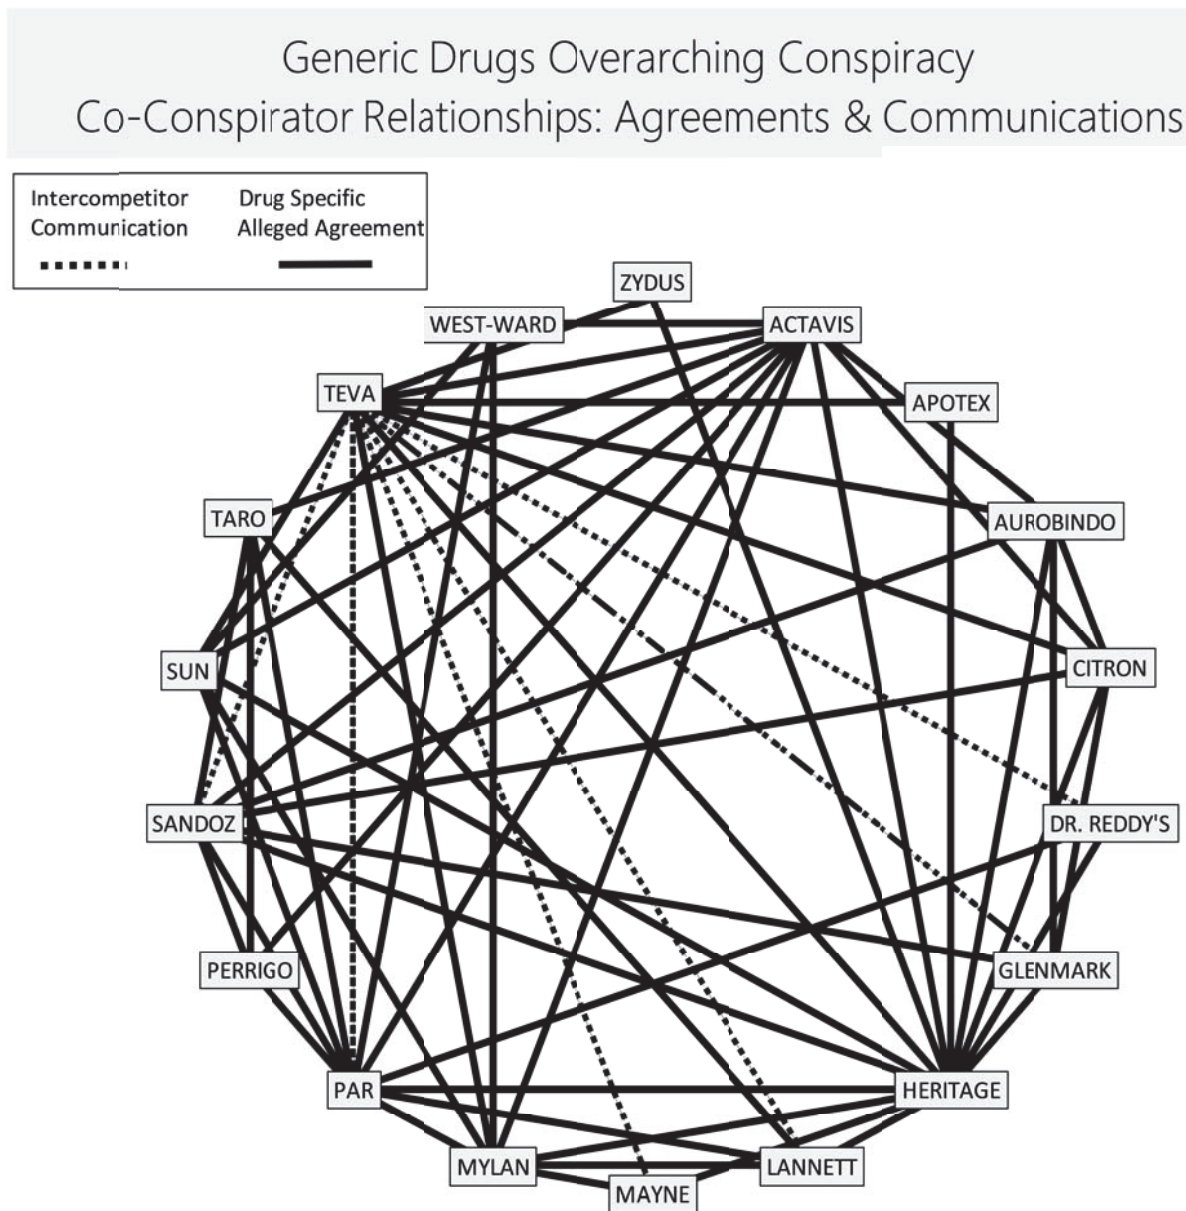 Generic Drugs Overarching Conspiracy
Co-Conspirator Relationships: Agreements & Communications
Intercompetitor
Communication
Drug Specific
Alleged Agreement
ZYDUS
WEST-WARD
ACTAVIS
TEVA
APOTEX
TARO
AUROBINDO
SUN
CITRON
SANDOZ
DR. REDDY'S
PERRIGO
GLENMARK
PAR
HERITAGE
MYLAN
LANNETT
MAYNE